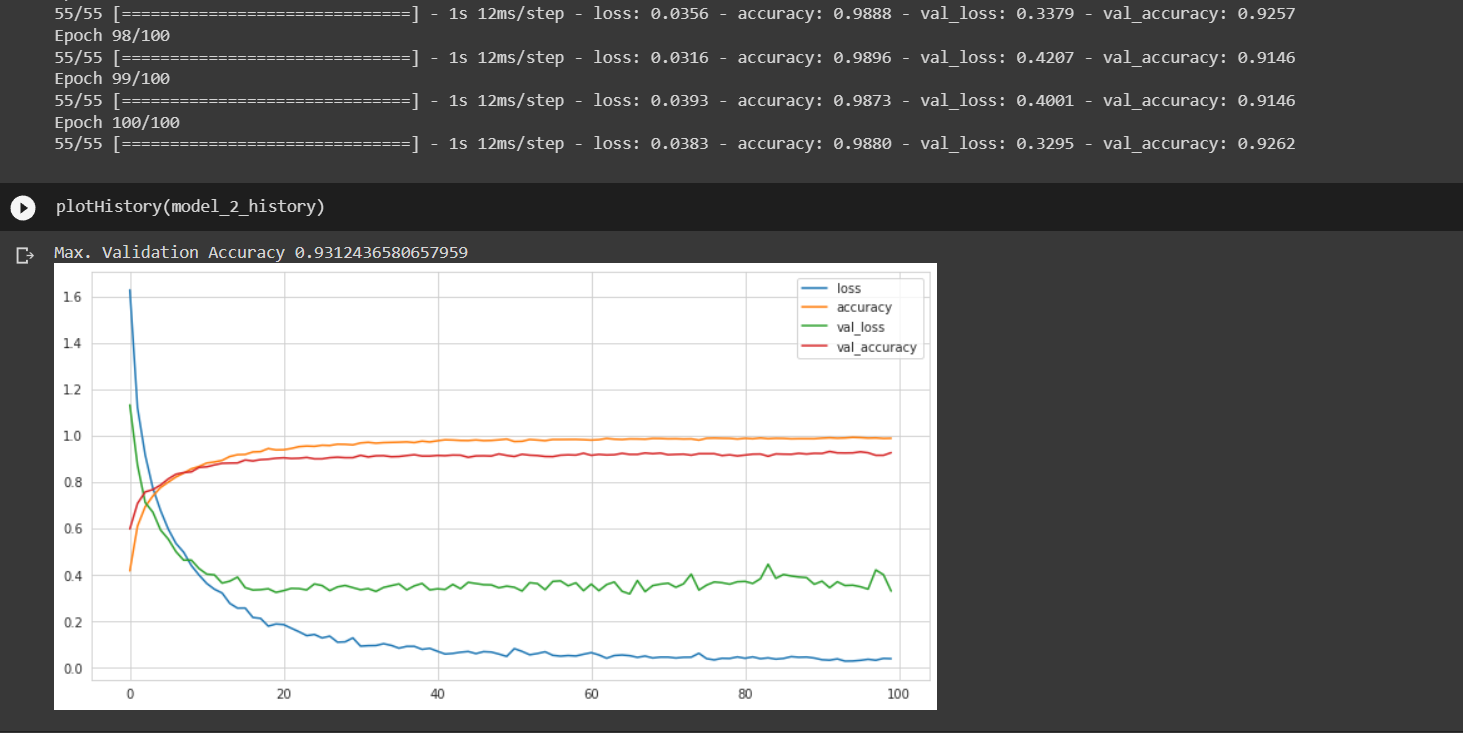 55/55 [==============================] - 1s 12ms/step - loss: 0.0356 - accuracy: 0.9888 - val_loss: 0.3379 - val_accuracy: 0.9257
Epoch 98/100
55/55 [==============================] - 1s 12ms/step - loss: 0.0316 - accuracy: 0.9896 - val_loss: 0.4207 - val_accuracy: 0.9146
Epoch 99/100
55/55 [==============================] - 1s 12ms/step - loss: 0.0393 - accuracy: 0.9873 - val_loss: 0.4001 - val_accuracy: 0.9146
Epoch 100/100
55/55 [==============================] - 1s 12ms/step - loss: 0.0383 - accuracy: 0.9880 - val_loss: 0.3295 - val_accuracy: 0.9262
plotHistory(model_2_history)
Max. Validation Accuracy 0.9312436580657959
loss
accuracy
val_loss
val_accuracy
1.6
1.4
1.2
1.0
0.8
0.6
0.4
0.2
0.0
0 20 40 60 80 100